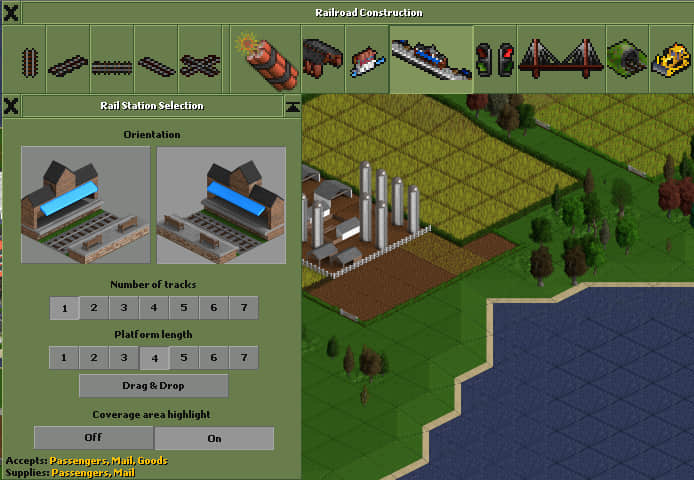 Railroad Construction
Rail Station Selection
Orientation
Number of tracks
1 2 3 4 5 6 7
Platform length
1 2 3 4 5 6 7
Drag & Drop
Coverage area highlight
Off On
Accepts: Passengers, Mail, Goods
Supplies: Passengers, Mail